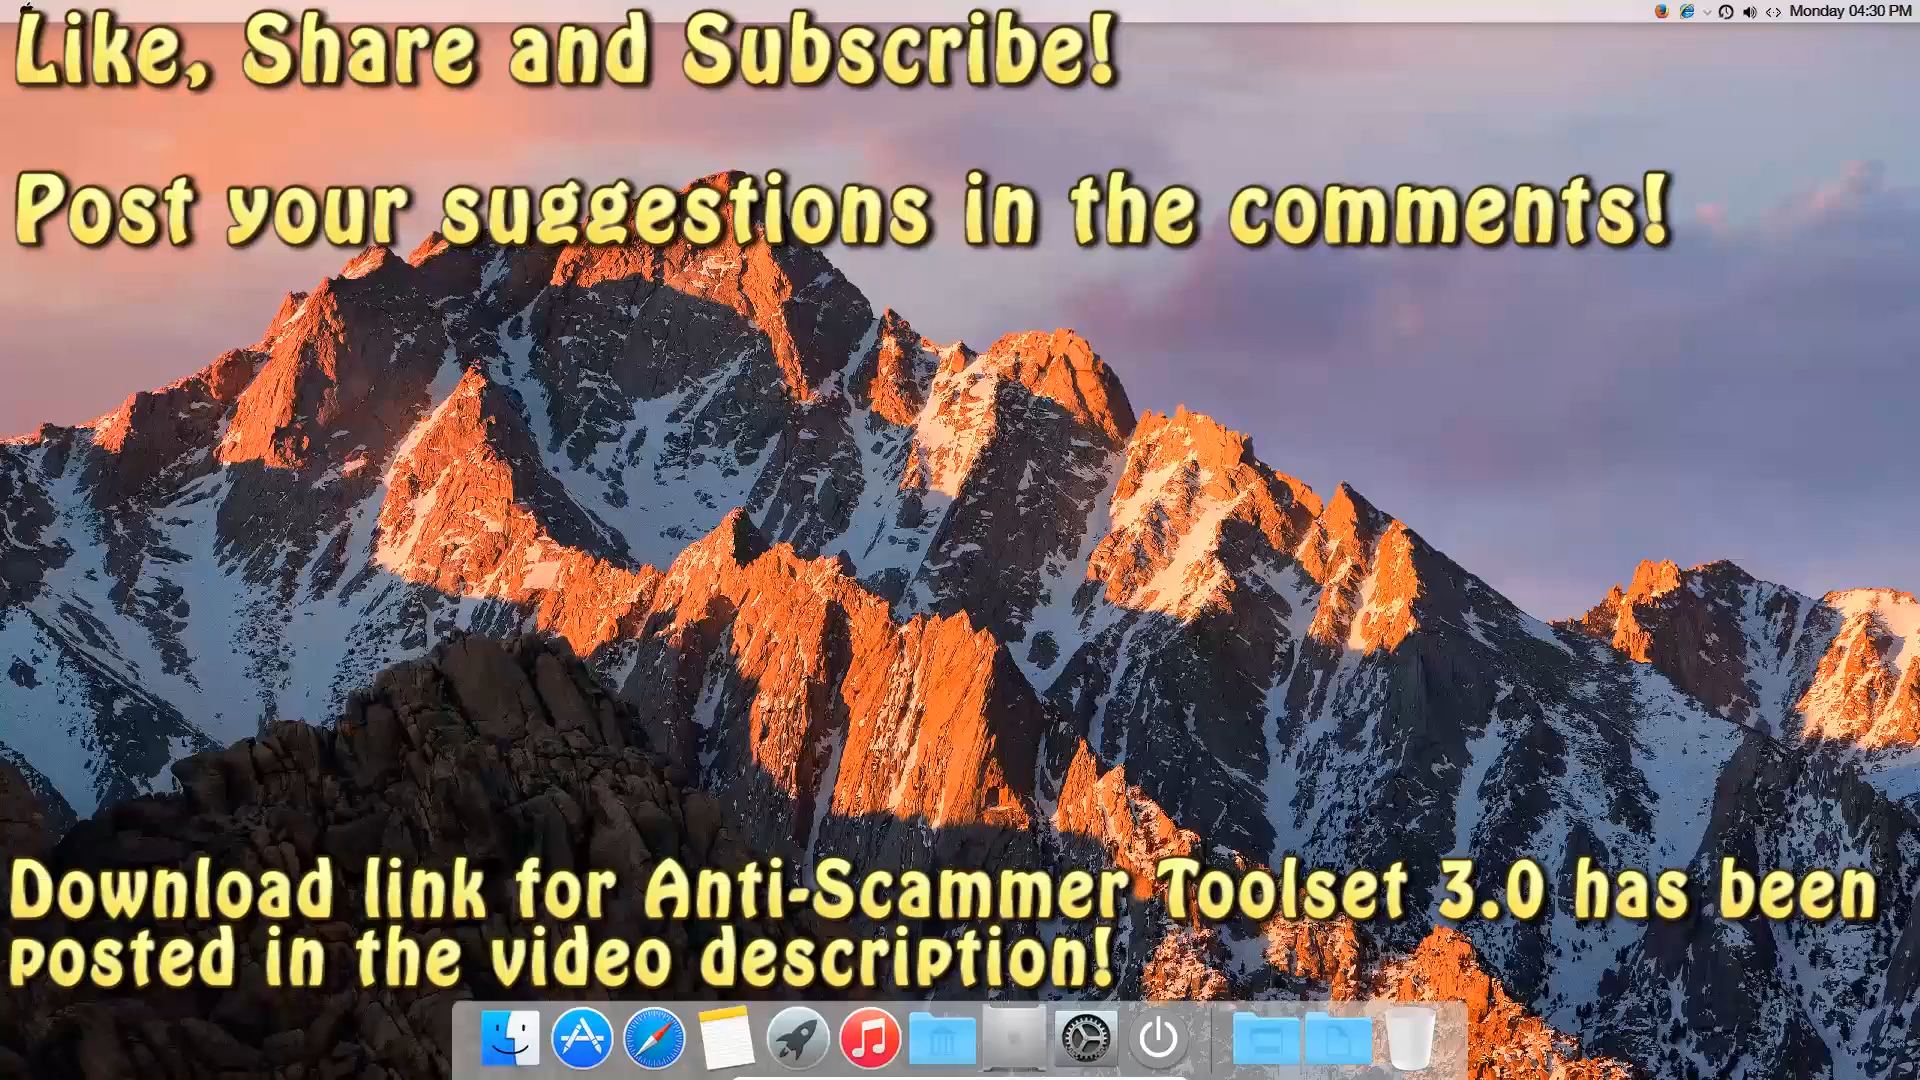 Monday 04:30 PM
Like, Share and Subscribe!
Post your suggestions in the comments!
Download link for Anti-Scammer Toolset 3.0 has been
posted in the video description!